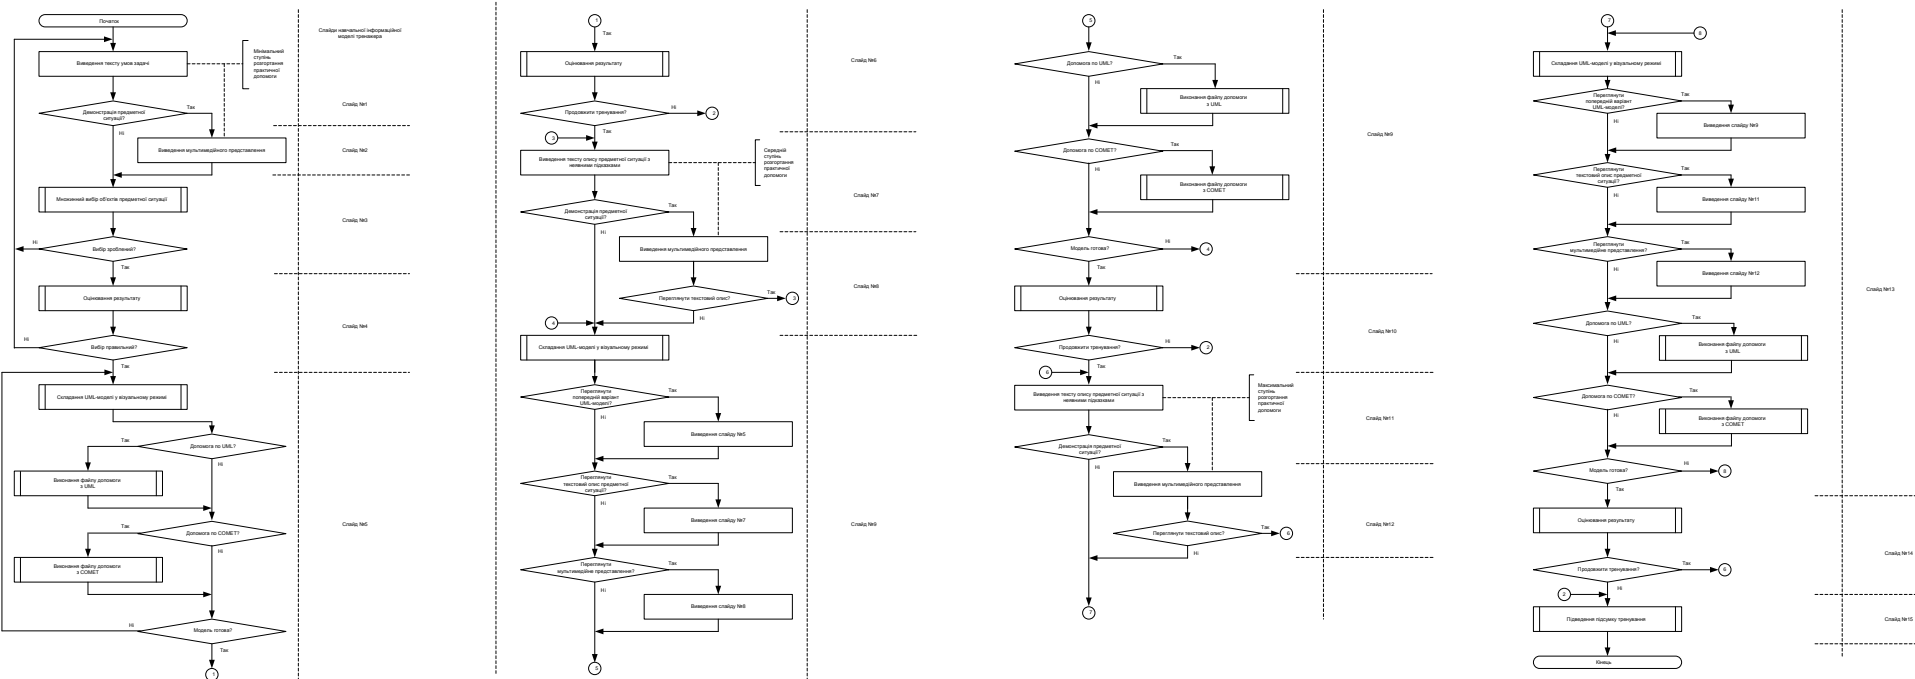 Початок
Слайди навчальної інформаційної
моделі тренажера
Виведення тексту умов задачі
Мінімальний
ступінь
розгортання
практичної
допомоги
Демонстрація предметної
ситуації?
Так
Ні
Слайд №1
Виведення мультимедійного представлення
Слайд №2
Множинний вибір об'єктів предметної ситуації
Слайд №3
Ні
Вибір зроблений?
Так
Оцінювання результату
Слайд №4
Ні
Вибір правильний?
Так
Складання UML-моделі у візуальному режимі
Так
Допомога по UML?
Ні
Виконання файлу допомоги
з UML
Так
Допомога по COMET?
Ні
Слайд №5
Виконання файлу допомоги
з COMET
Ні
Модель готова?
Так
1
1
Так
Оцінювання результату
Слайд №6
Продовжити тренування?
Ні
2
Так
3
Виведення тексту опису предметної ситуації з
неявними підказками
Середній
ступінь
розгортання
практичної
допомоги
Слайд №7
Демонстрація предметної
ситуації?
Так
Ні
Виведення мультимедійного представлення
Слайд №8
Переглянути текстовий опис?
Так
3
Ні
4
Складання UML-моделі у візуальному режимі
Переглянути
попередній варіант
UML-моделі?
Так
Ні
Виведення слайду №5
Переглянути
текстовий опис предметної
ситуації?
Так
Ні
Виведення слайду №7
Слайд №9
Переглянути
мультимедійне представлення?
Так
Ні
Виведення слайду №8
5
5
Допомога по UML?
Так
Ні
Виконання файлу допомоги
з UML
Слайд №9
Допомога по COMET?
Так
Ні
Виконання файлу допомоги
з COMET
Модель готова?
Ні
4
Так
Оцінювання результату
Слайд №10
Продовжити тренування?
Ні
2
Так
6
Виведення тексту опису предметної ситуації з
неявними підказками
Максимальний
ступінь
розгортання
практичної
допомоги
Слайд №11
Демонстрація предметної
ситуації?
Так
Ні
Виведення мультимедійного представлення
Слайд №12
Переглянути текстовий опис?
Так
6
Ні
7
7
8
Складання UML-моделі у візуальному режимі
Переглянути
попередній варіант
UML-моделі?
Так
Ні
Виведення слайду №9
Переглянути
текстовий опис предметної
ситуації?
Так
Ні
Виведення слайду №11
Переглянути
мультимедійне представлення?
Так
Ні
Виведення слайду №12
Слайд №13
Допомога по UML?
Так
Ні
Виконання файлу допомоги
з UML
Допомога по COMET?
Так
Ні
Виконання файлу допомоги
з COMET
Модель готова?
Ні
8
Так
Оцінювання результату
Слайд №14
Продовжити тренування?
Так
6
Ні
2
Підведення підсумку тренування
Слайд №15
Кінець